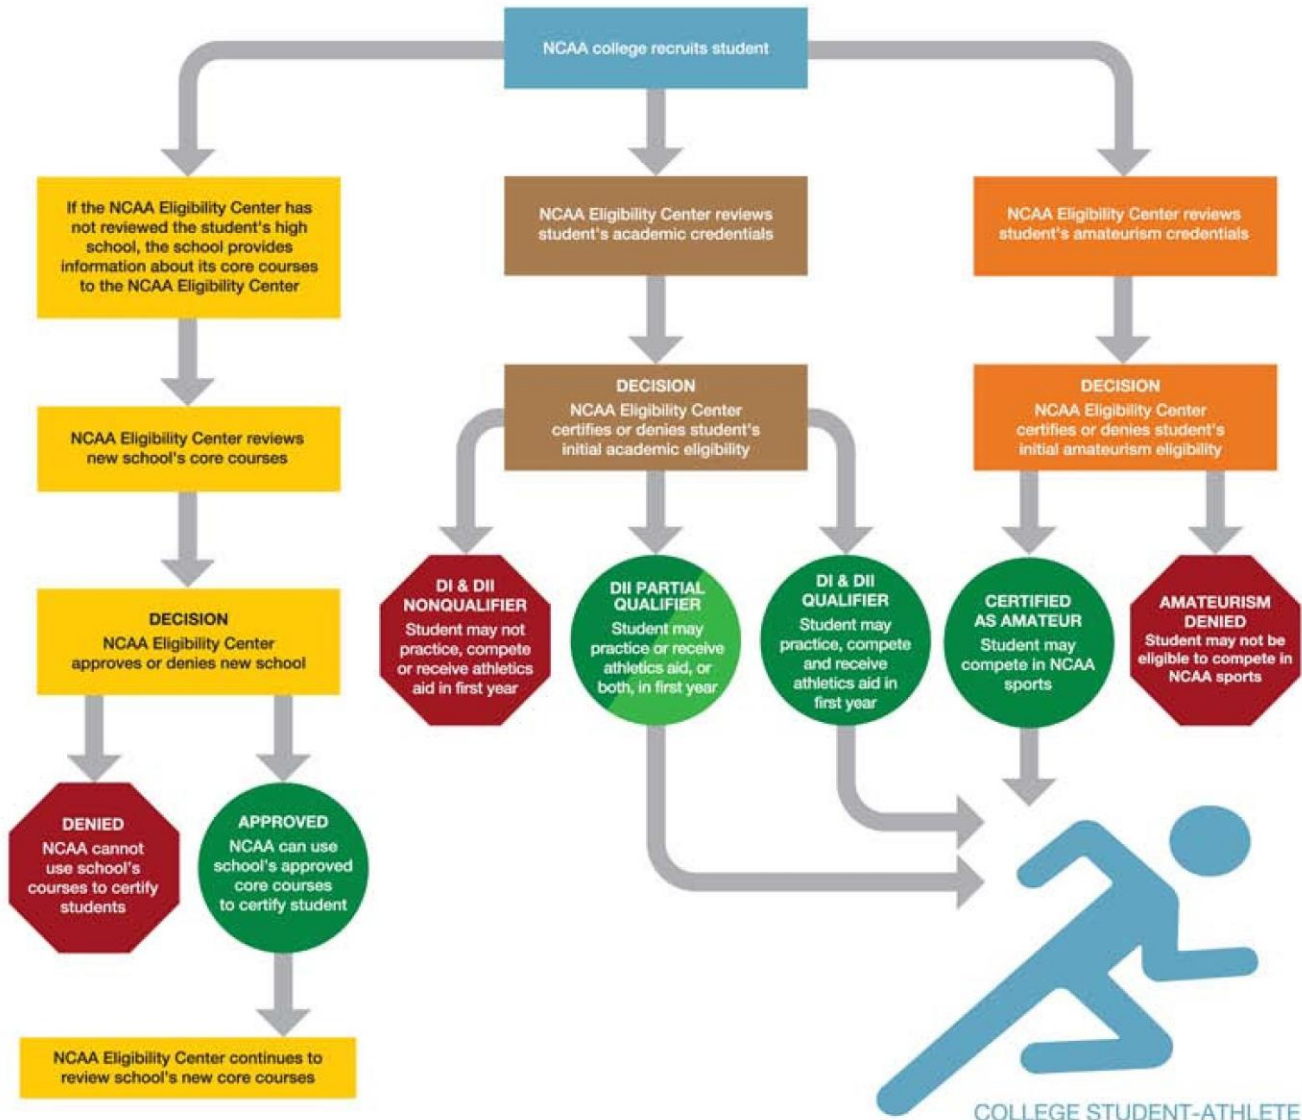 NCAA college recruits student
If the NCAA Eligibility Center has
not reviewed the student's high
school, the school provides
information about its core courses
to the NCAA Eligibility Center
NCAA Eligibility Center reviews
new school's core courses
DECISION
NCAA Eligibility Center
approves or denies new school
DENIED
NCAA cannot
use school's
courses to certify
students
APPROVED
NCAA can use
school's approved
core courses
to certify student
NCAA Eligibility Center continues to
review school's new core courses
NCAA Eligibility Center reviews
student's academic credentials
DECISION
NCAA Eligibility Center
certifies or denies student's
initial academic eligibility
DI & DII
NONQUALIFIER
Student may not
practice, compete
or receive athletics
aid in first year
DII PARTIAL
QUALIFIER
Student may
practice or receive
athletics aid, or
both, in first year
DI & DII
QUALIFIER
Student may
practice, compete
and receive
athletics aid in
first year
NCAA Eligibility Center reviews
student's amateurism credentials
DECISION
NCAA Eligibility Center
certifies or denies student's
initial amateurism eligibility
CERTIFIED
AS AMATEUR
Student may
compete in NCAA
sports
AMATEURISM
DENIED
Student may not be
eligible to compete in
NCAA sports
COLLEGE STUDENT-ATHLETE